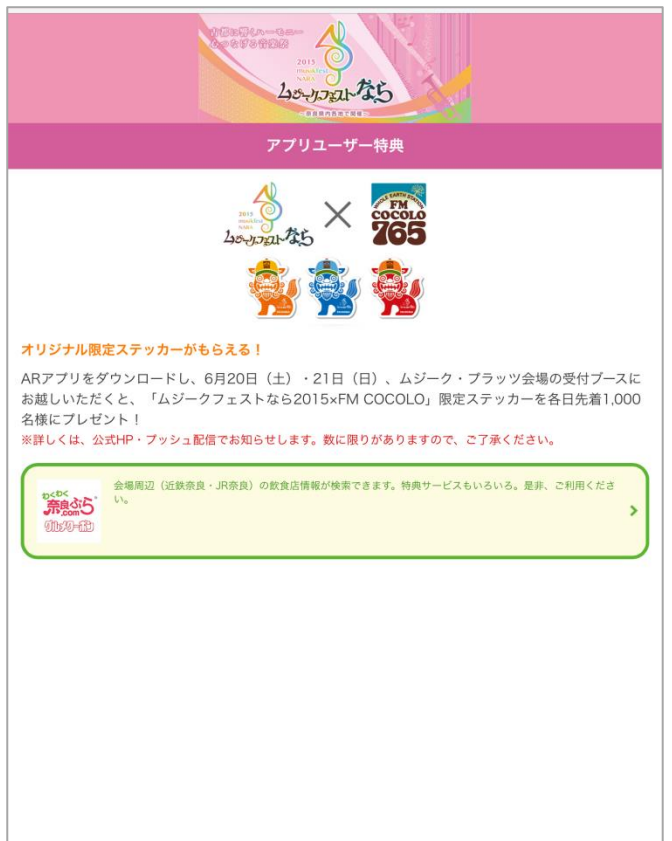 古都に響くハーモニー
心つなげる音楽祭
2015
musikfest
NARA
ムジークフェストなら
～奈良県内各地で開催～
アプリユーザー特典
2015
musikfest
NARA
ムジークフェストなら
WHOLE EARTH STATION
FM
COCOLO
765
オリジナル限定ステッカーがもらえる！
ARアプリをダウンロードし、6月20日（土）・21日（日）、ムジーク・プラッツ会場の受付ブースに
お越しいただくと、「ムジークフェストなら2015×FM COCOLO」限定ステッカーを各日先着1,000
名様にプレゼント！
※詳しくは、公式HP・プッシュ配信でお知らせします。数に限りがありますので、ご了承ください。
わくわく
奈良ぶら
.com
グルメクーポン
会場周辺（近鉄奈良・JR奈良）の飲食店情報が検索できます。特典サービスもいろいろ。是非、ご利用くださ
い。